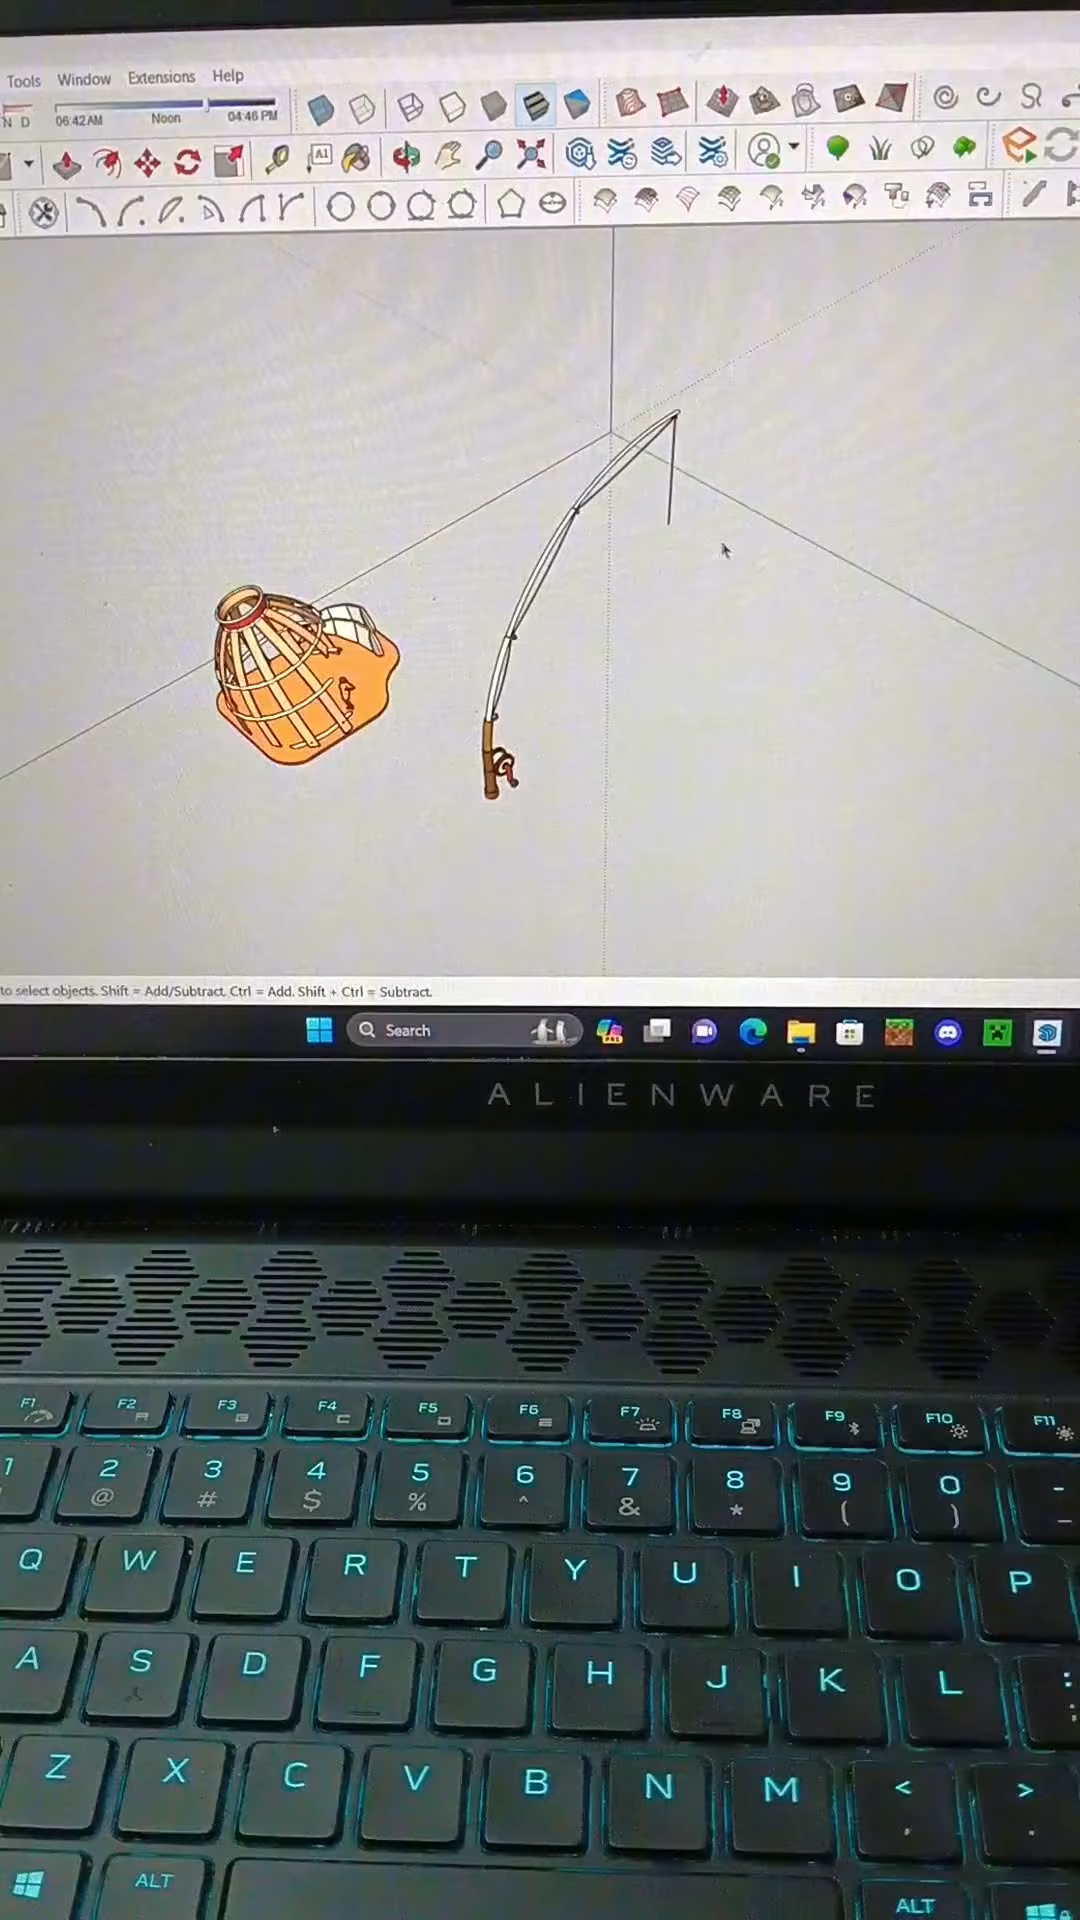 Tools Window Extensions Help
N D 06:42 AM Noon 04:46 PM
A1
to select objects. Shift = Add/Subtract. Ctrl = Add. Shift + Ctrl = Subtract.
Search
ALIENWARE
F1 F2 F3 F4 F5 F6 F7 F8 F9 F10 F11
1 2 3 4 5 6 7 8 9 0 -
@ # $ % ^ & * ( ) _
Q W E R T Y U I O P
A S D F G H J K L :
;
Z X C V B N M < >
, .
ALT ALT